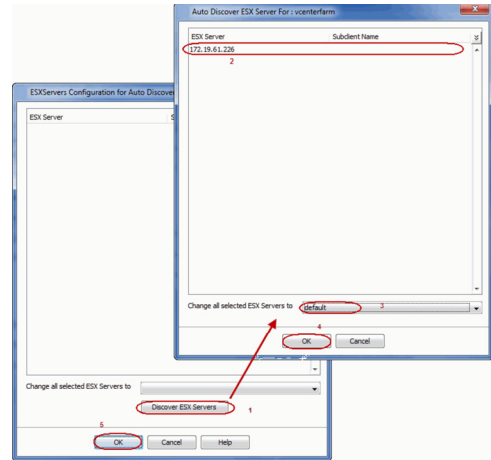 Auto Discover ESX Server For : vcenterfarm
ESX Server Subclient Name
172.19.61.226
2
Change all selected ESX Servers to default 3
4
OK Cancel
ESXServers Configuration for Auto Discove
ESX Server S
Change all selected ESX Servers to
Discover ESX Servers 1
5
OK Cancel Help